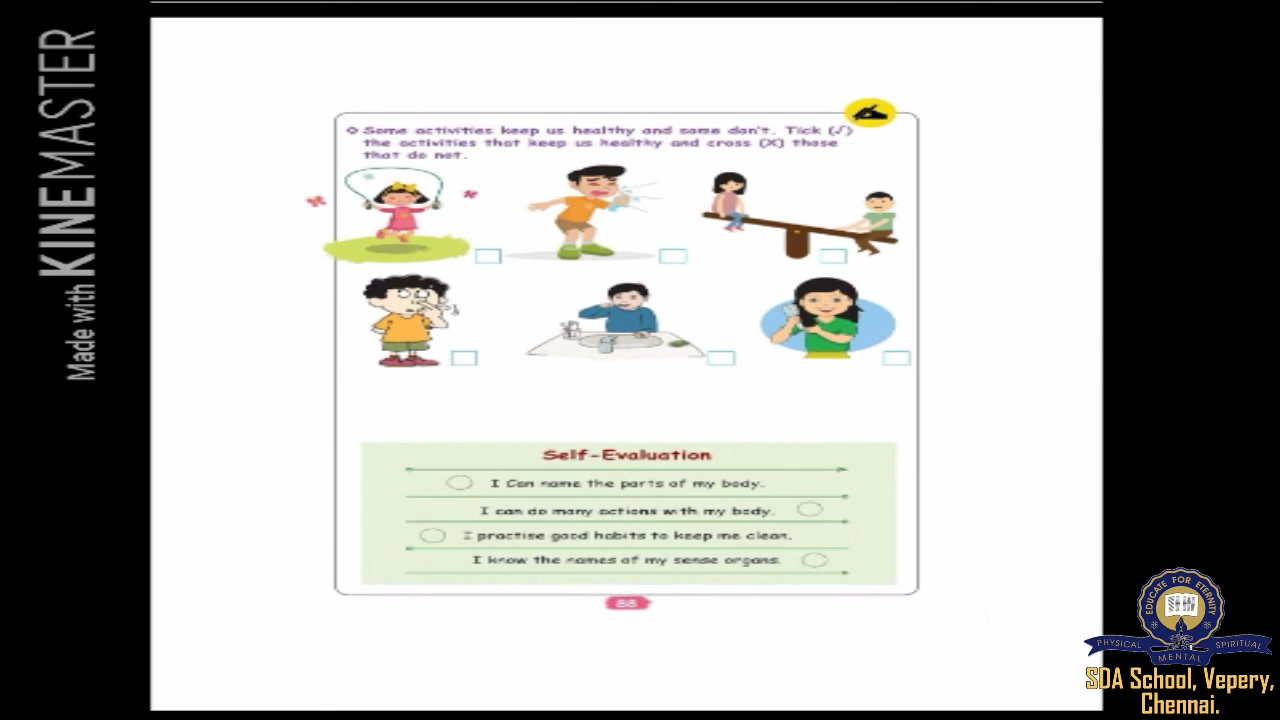 Made with KINEMASTER
Some activities keep us healthy and some don't. Tick (√)
the activities that keep us healthy and cross (X) those
that do not.
Self-Evaluation
I Can name the parts of my body.
I can do many actions with my body.
I practise good habits to keep me clean.
I know the names of my sense organs.
88
EDUCATE FOR ETERNITY
PHYSICAL
MENTAL
SPIRITUAL
SDA School, Vepery,
Chennai.